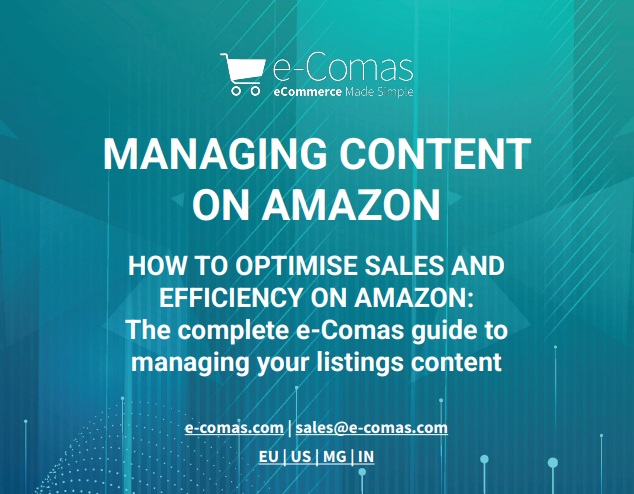 e-Comas
eCommerce Made Simple
MANAGING CONTENT
ON AMAZON
HOW TO OPTIMISE SALES AND
EFFICIENCY ON AMAZON:
The complete e-Comas guide to
managing your listings content
e-comas.com | sales@e-comas.com
EU | US | MG | IN